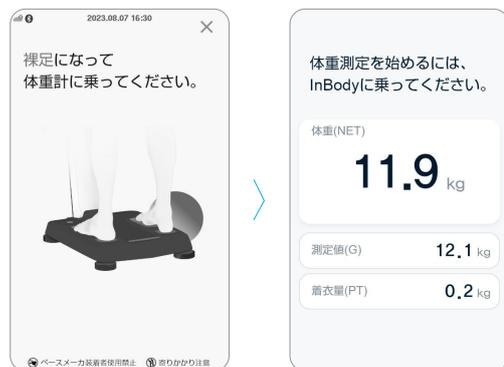 2023.08.07 16:30
裸足になって
体重計に乗ってください。
ペースメーカ装着者使用禁止
寄りかかり注意
体重測定を始めるには、
InBodyに乗ってください。
体重(NET)
11.9 kg
測定値(G) 12.1 kg
着衣量(PT) 0.2 kg